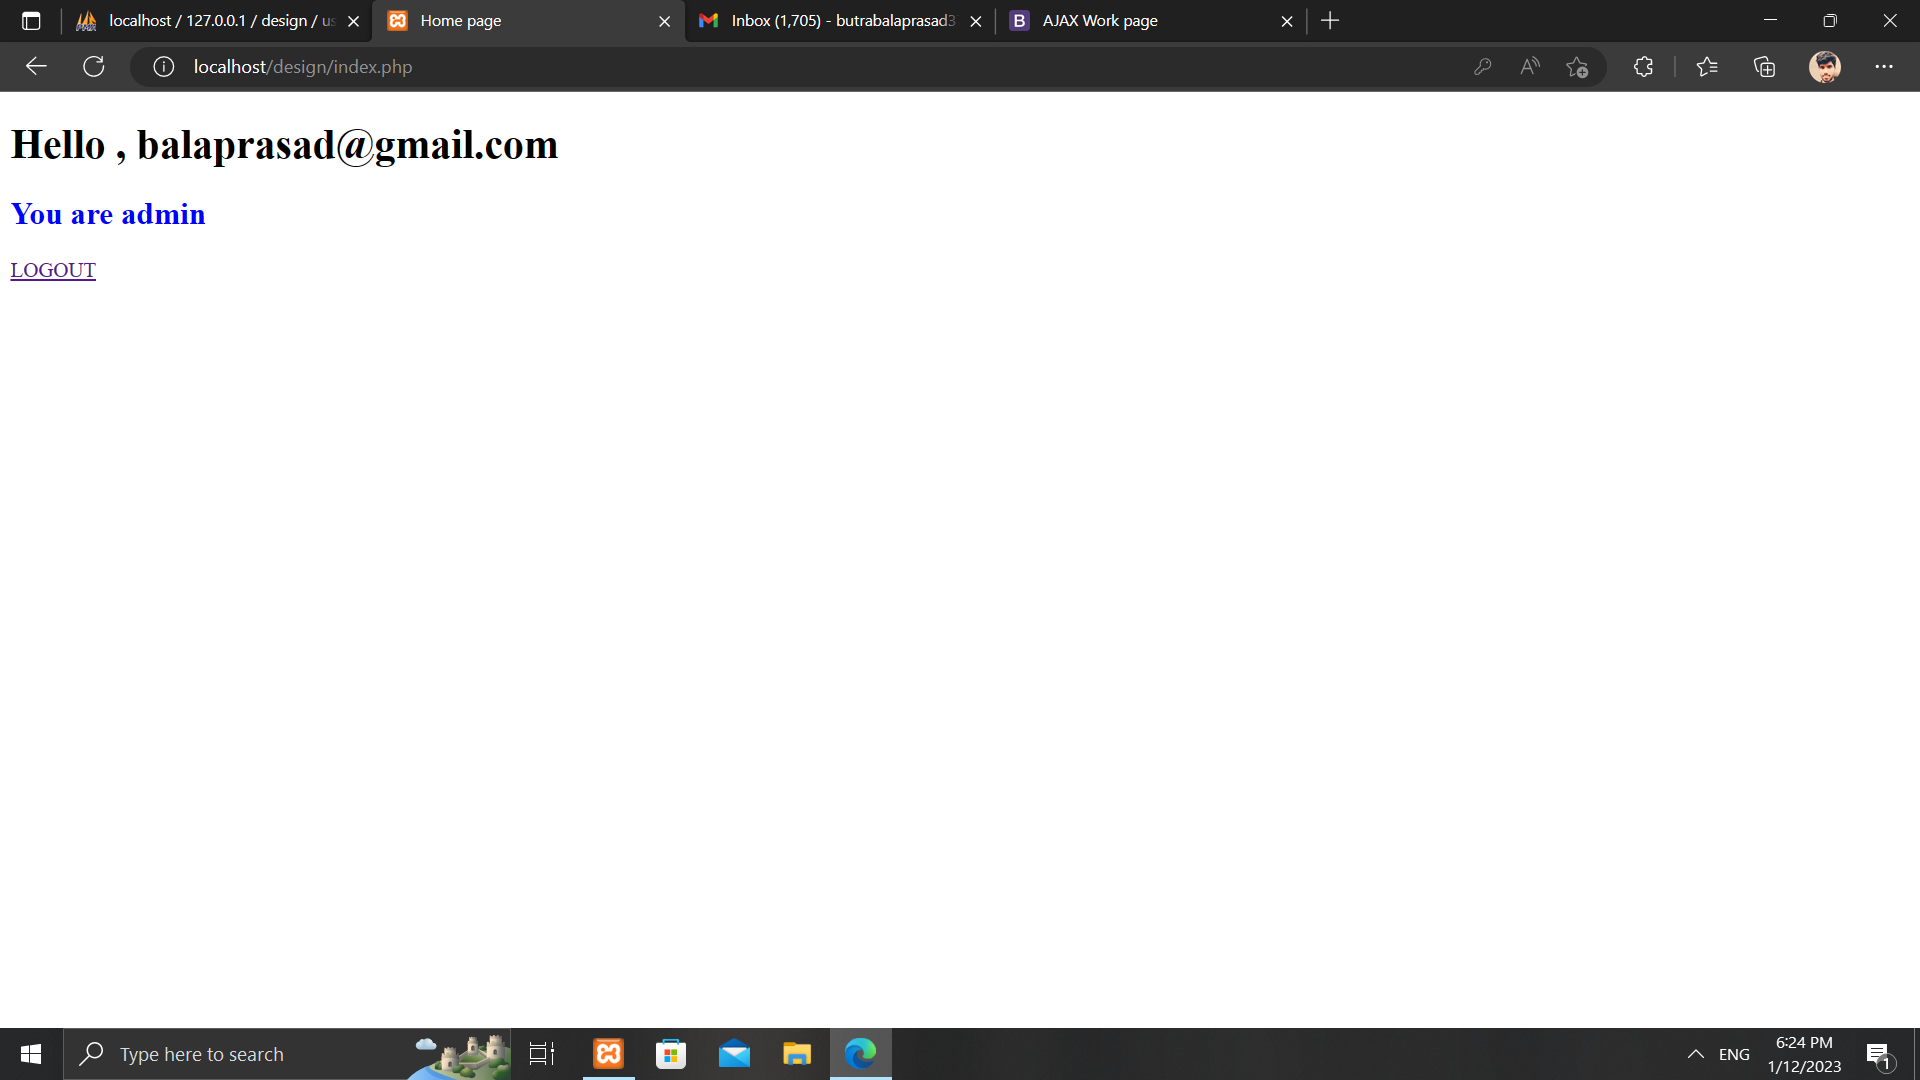 localhost / 127.0.0.1 / design / us
Home page
Inbox (1,705) - butrabalaprasad3
B
AJAX Work page
localhost/design/index.php
Hello , balaprasad@gmail.com
You are admin
LOGOUT
Type here to search
ENG
6:24 PM
1/12/2023
1